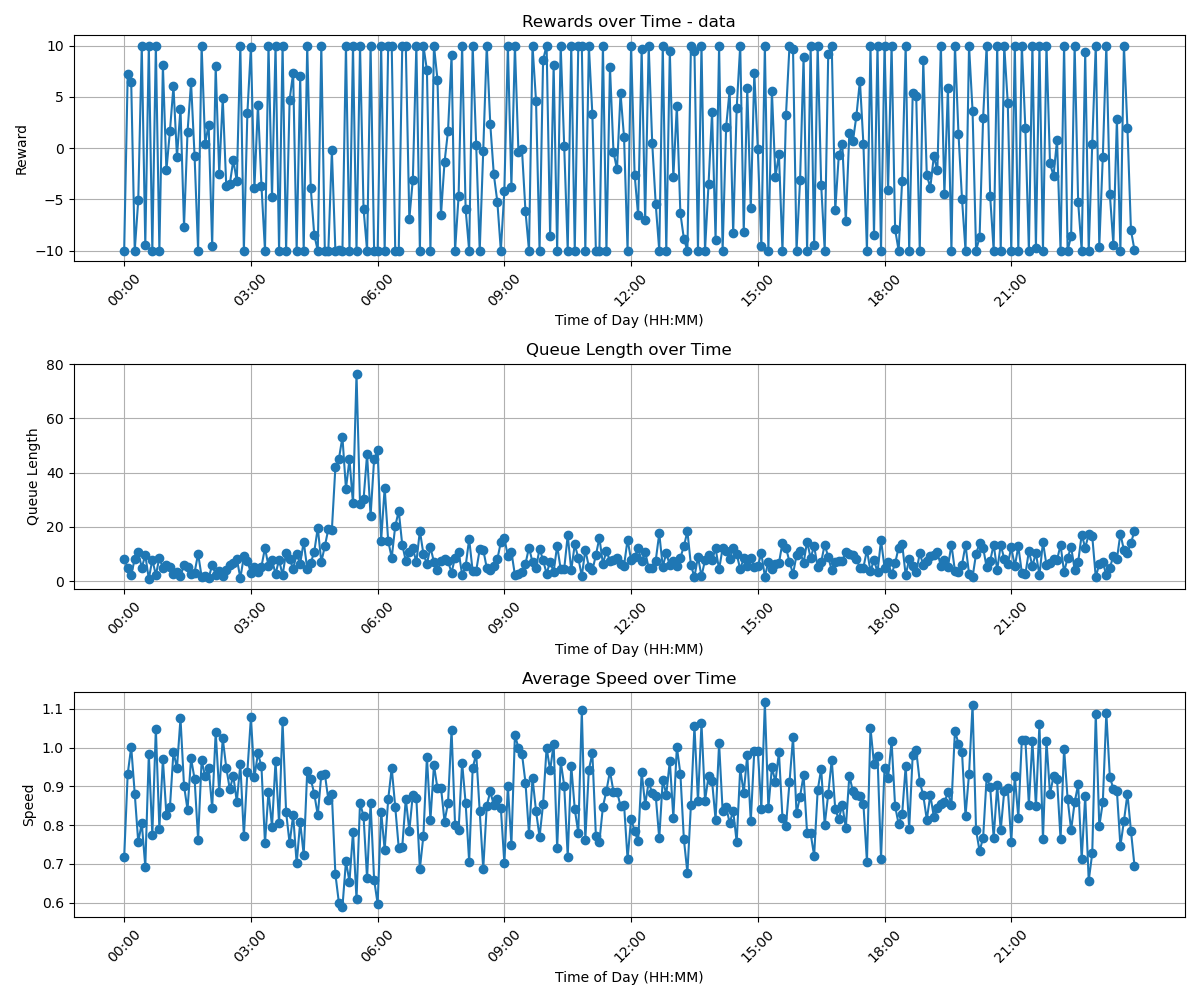 Rewards over Time - data
10
5
0
−5
−10
Reward
00:00 03:00 06:00 09:00 12:00 15:00 18:00 21:00
Time of Day (HH:MM)
Queue Length over Time
80
60
40
20
0
Queue Length
00:00 03:00 06:00 09:00 12:00 15:00 18:00 21:00
Time of Day (HH:MM)
Average Speed over Time
1.1
1.0
0.9
0.8
0.7
0.6
Speed
00:00 03:00 06:00 09:00 12:00 15:00 18:00 21:00
Time of Day (HH:MM)